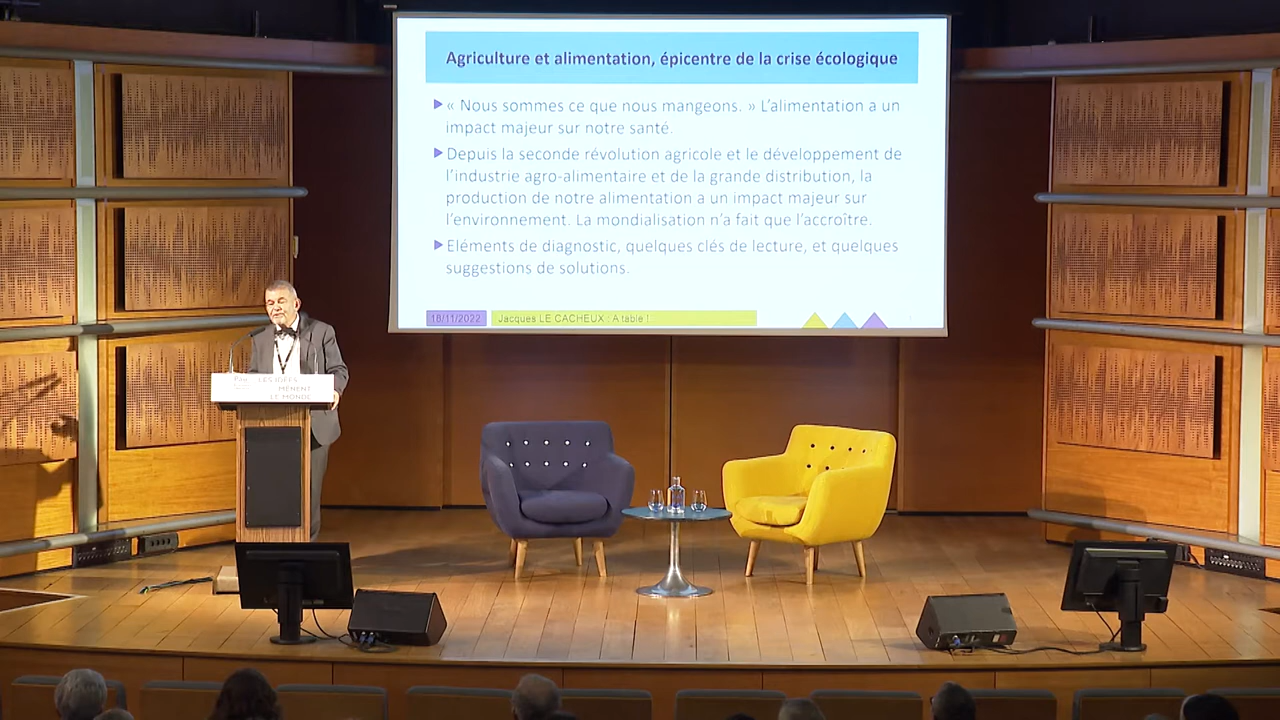 Agriculture et alimentation, épicentre de la crise écologique
« Nous sommes ce que nous mangeons. » L’alimentation a un
impact majeur sur notre santé.
Depuis la seconde révolution agricole et le développement de
l’industrie agro-alimentaire et de la grande distribution, la
production de notre alimentation a un impact majeur sur
l’environnement. La mondialisation n’a fait que l’accroître.
Eléments de diagnostic, quelques clés de lecture, et quelques
suggestions de solutions.
18/11/2022 Jacques LE CACHEUX : A table !
LES IDÉES
MÈNENT
LE MONDE